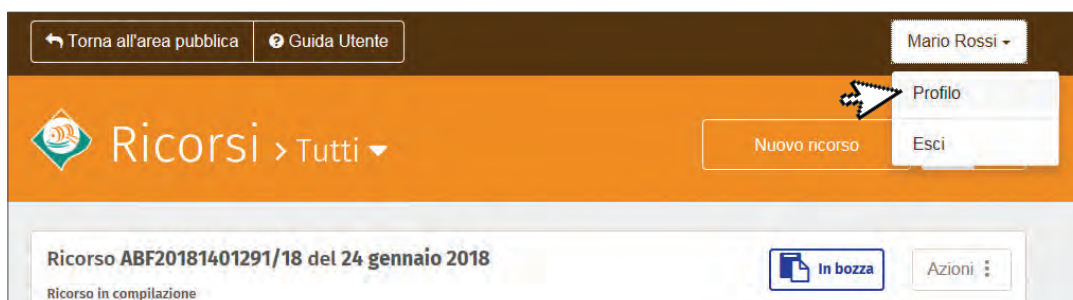 Torna all'area pubblica Guida Utente Mario Rossi
Profilo
Ricorsi > Tutti Nuovo ricorso Esci
Ricorso ABF20181401291/18 del 24 gennaio 2018 In bozza Azioni
Ricorso in compilazione